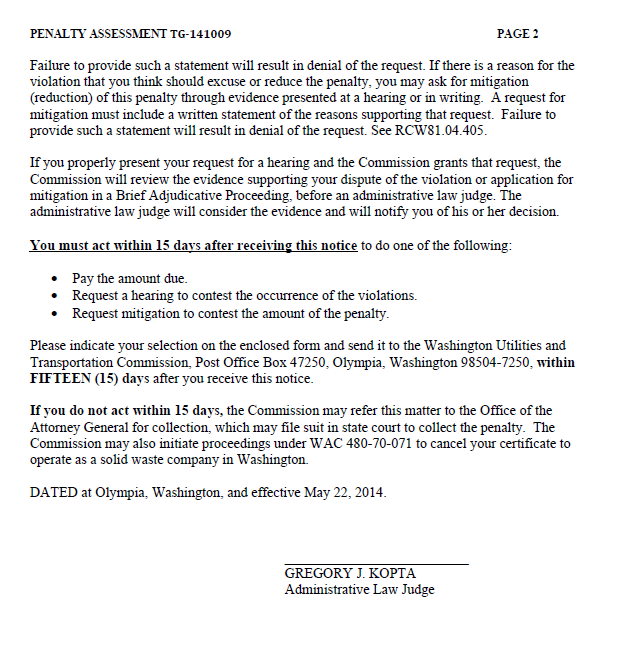 PENALTY ASSESSMENT TG-141009 PAGE 2
Failure to provide such a statement will result in denial of the request. If there is a reason for the
violation that you think should excuse or reduce the penalty, you may ask for mitigation
(reduction) of this penalty through evidence presented at a hearing or in writing.  A request for
mitigation must include a written statement of the reasons supporting that request.  Failure to
provide such a statement will result in denial of the request. See RCW81.04.405.
If you properly present your request for a hearing and the Commission grants that request, the
Commission will review the evidence supporting your dispute of the violation or application for
mitigation in a Brief Adjudicative Proceeding, before an administrative law judge. The
administrative law judge will consider the evidence and will notify you of his or her decision.
You must act within 15 days after receiving this notice to do one of the following:
• Pay the amount due.
• Request a hearing to contest the occurrence of the violations.
• Request mitigation to contest the amount of the penalty.
Please indicate your selection on the enclosed form and send it to the Washington Utilities and
Transportation Commission, Post Office Box 47250, Olympia, Washington 98504-7250, within
FIFTEEN (15) days after you receive this notice.
If you do not act within 15 days, the Commission may refer this matter to the Office of the
Attorney General for collection, which may file suit in state court to collect the penalty.  The
Commission may also initiate proceedings under WAC 480-70-071 to cancel your certificate to
operate as a solid waste company in Washington.
DATED at Olympia, Washington, and effective May 22, 2014.
GREGORY J. KOPTA
Administrative Law Judge